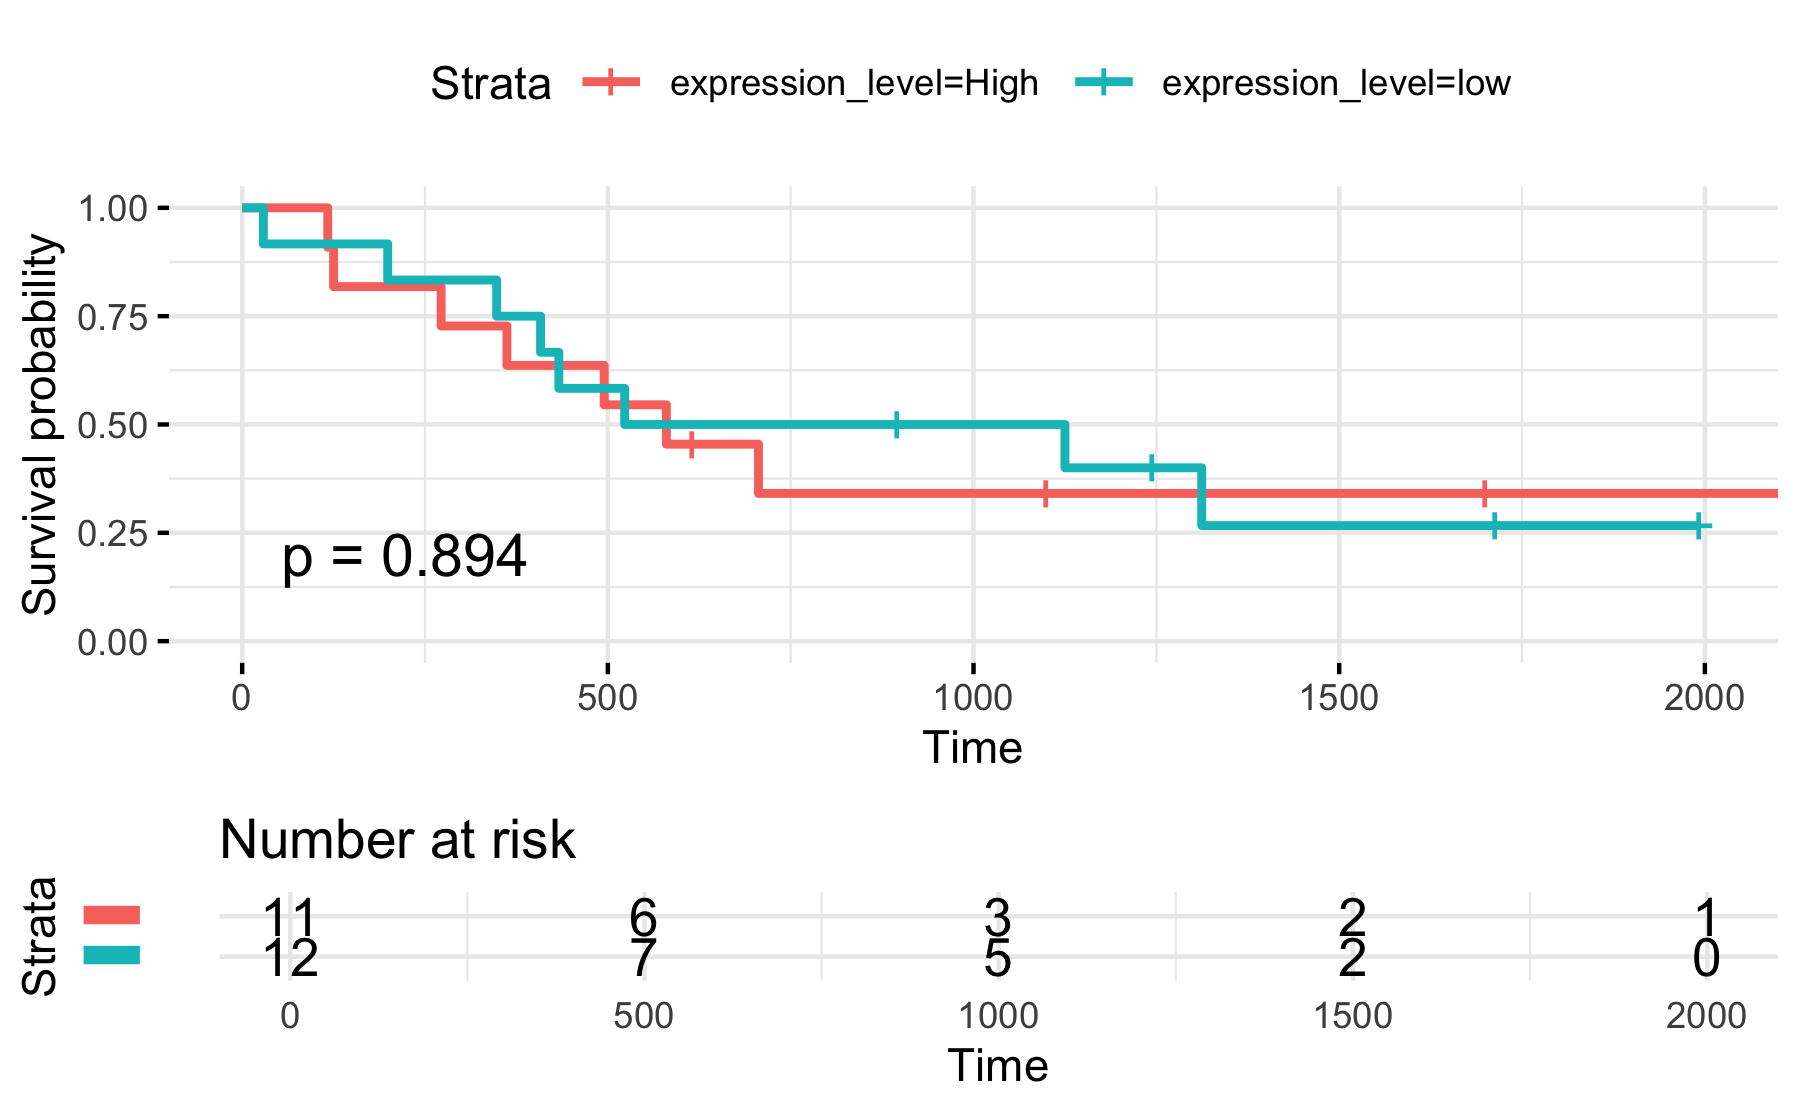 Strata expression_level=High expression_level=low
Survival probability
1.00
0.75
0.50
0.25
0.00
p = 0.894
0 500 1000 1500 2000
Time
Number at risk
Strata
11 6 3 2 1
12 7 5 2 0
0 500 1000 1500 2000
Time